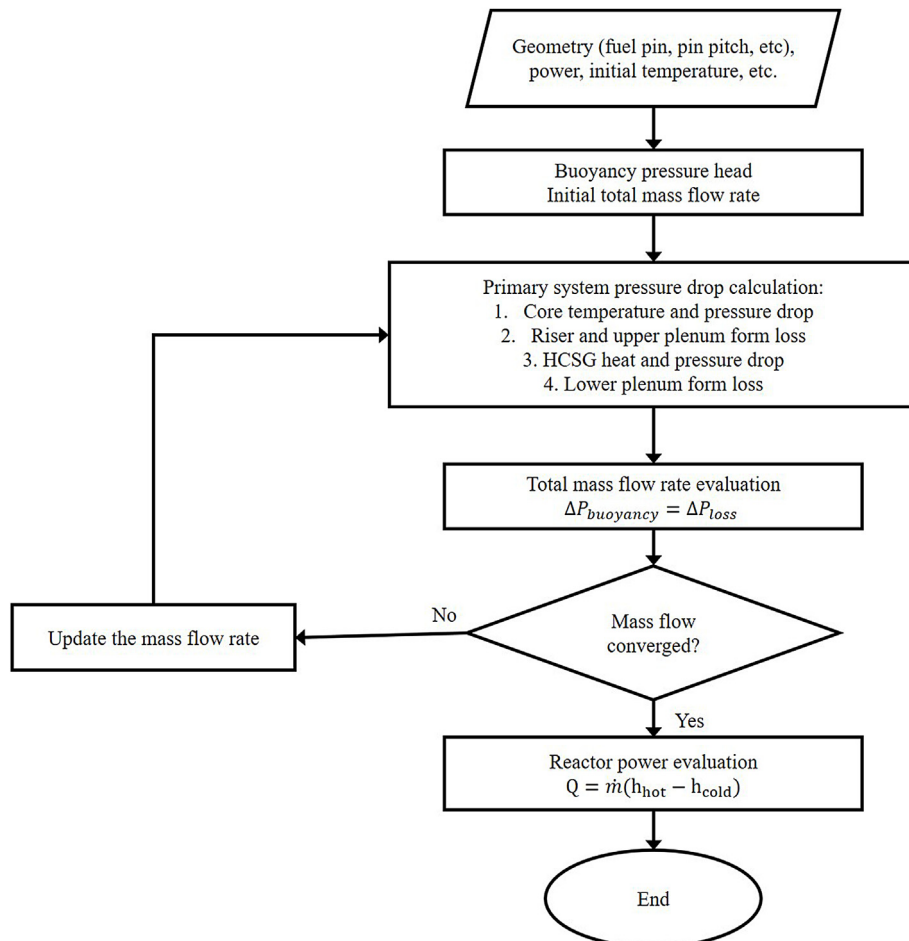 Geometry (fuel pin, pin pitch, etc),
power, initial temperature, etc.
Buoyancy pressure head
Initial total mass flow rate
Primary system pressure drop calculation:
1. Core temperature and pressure drop
2. Riser and upper plenum form loss
3. HCSG heat and pressure drop
4. Lower plenum form loss
Total mass flow rate evaluation
ΔP_buoyancy = ΔP_loss
No
Mass flow
converged?
Update the mass flow rate
Yes
Reactor power evaluation
Q = ṁ(h_hot − h_cold)
End